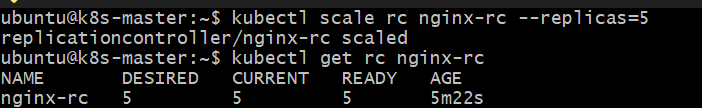 ubuntu@k8s-master:~$ kubectl scale rc nginx-rc --replicas=5
replicationcontroller/nginx-rc scaled
ubuntu@k8s-master:~$ kubectl get rc nginx-rc
NAME       DESIRED   CURRENT   READY   AGE
nginx-rc   5         5         5       5m22s